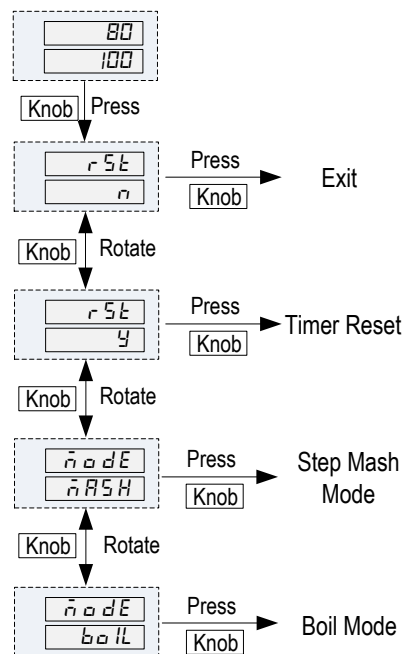 80
100
Knob Press
rSt
n
Press
Knob
Exit
Knob Rotate
rSt
y
Press
Knob
Timer Reset
Knob Rotate
modE
mASH
Press
Knob
Step Mash
Mode
Knob Rotate
modE
boIL
Press
Knob
Boil Mode